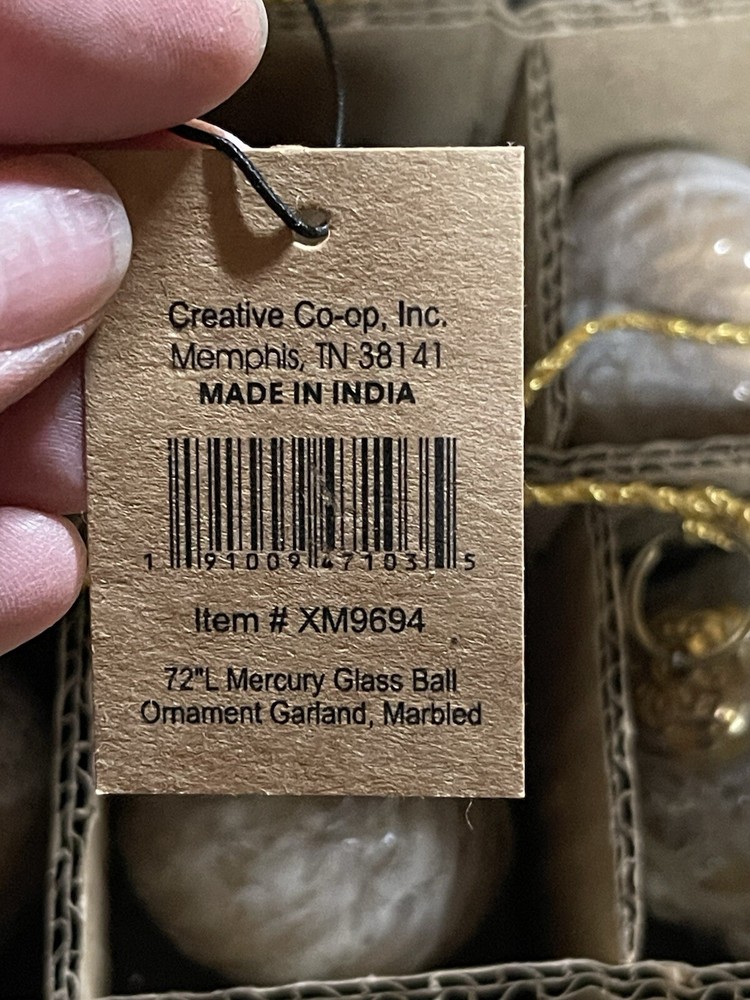 Creative Co-op, Inc.
Memphis, TN 38141
MADE IN INDIA
1 91009 47103 5
Item # XM9694
72"L Mercury Glass Ball
Ornament Garland, Marbled